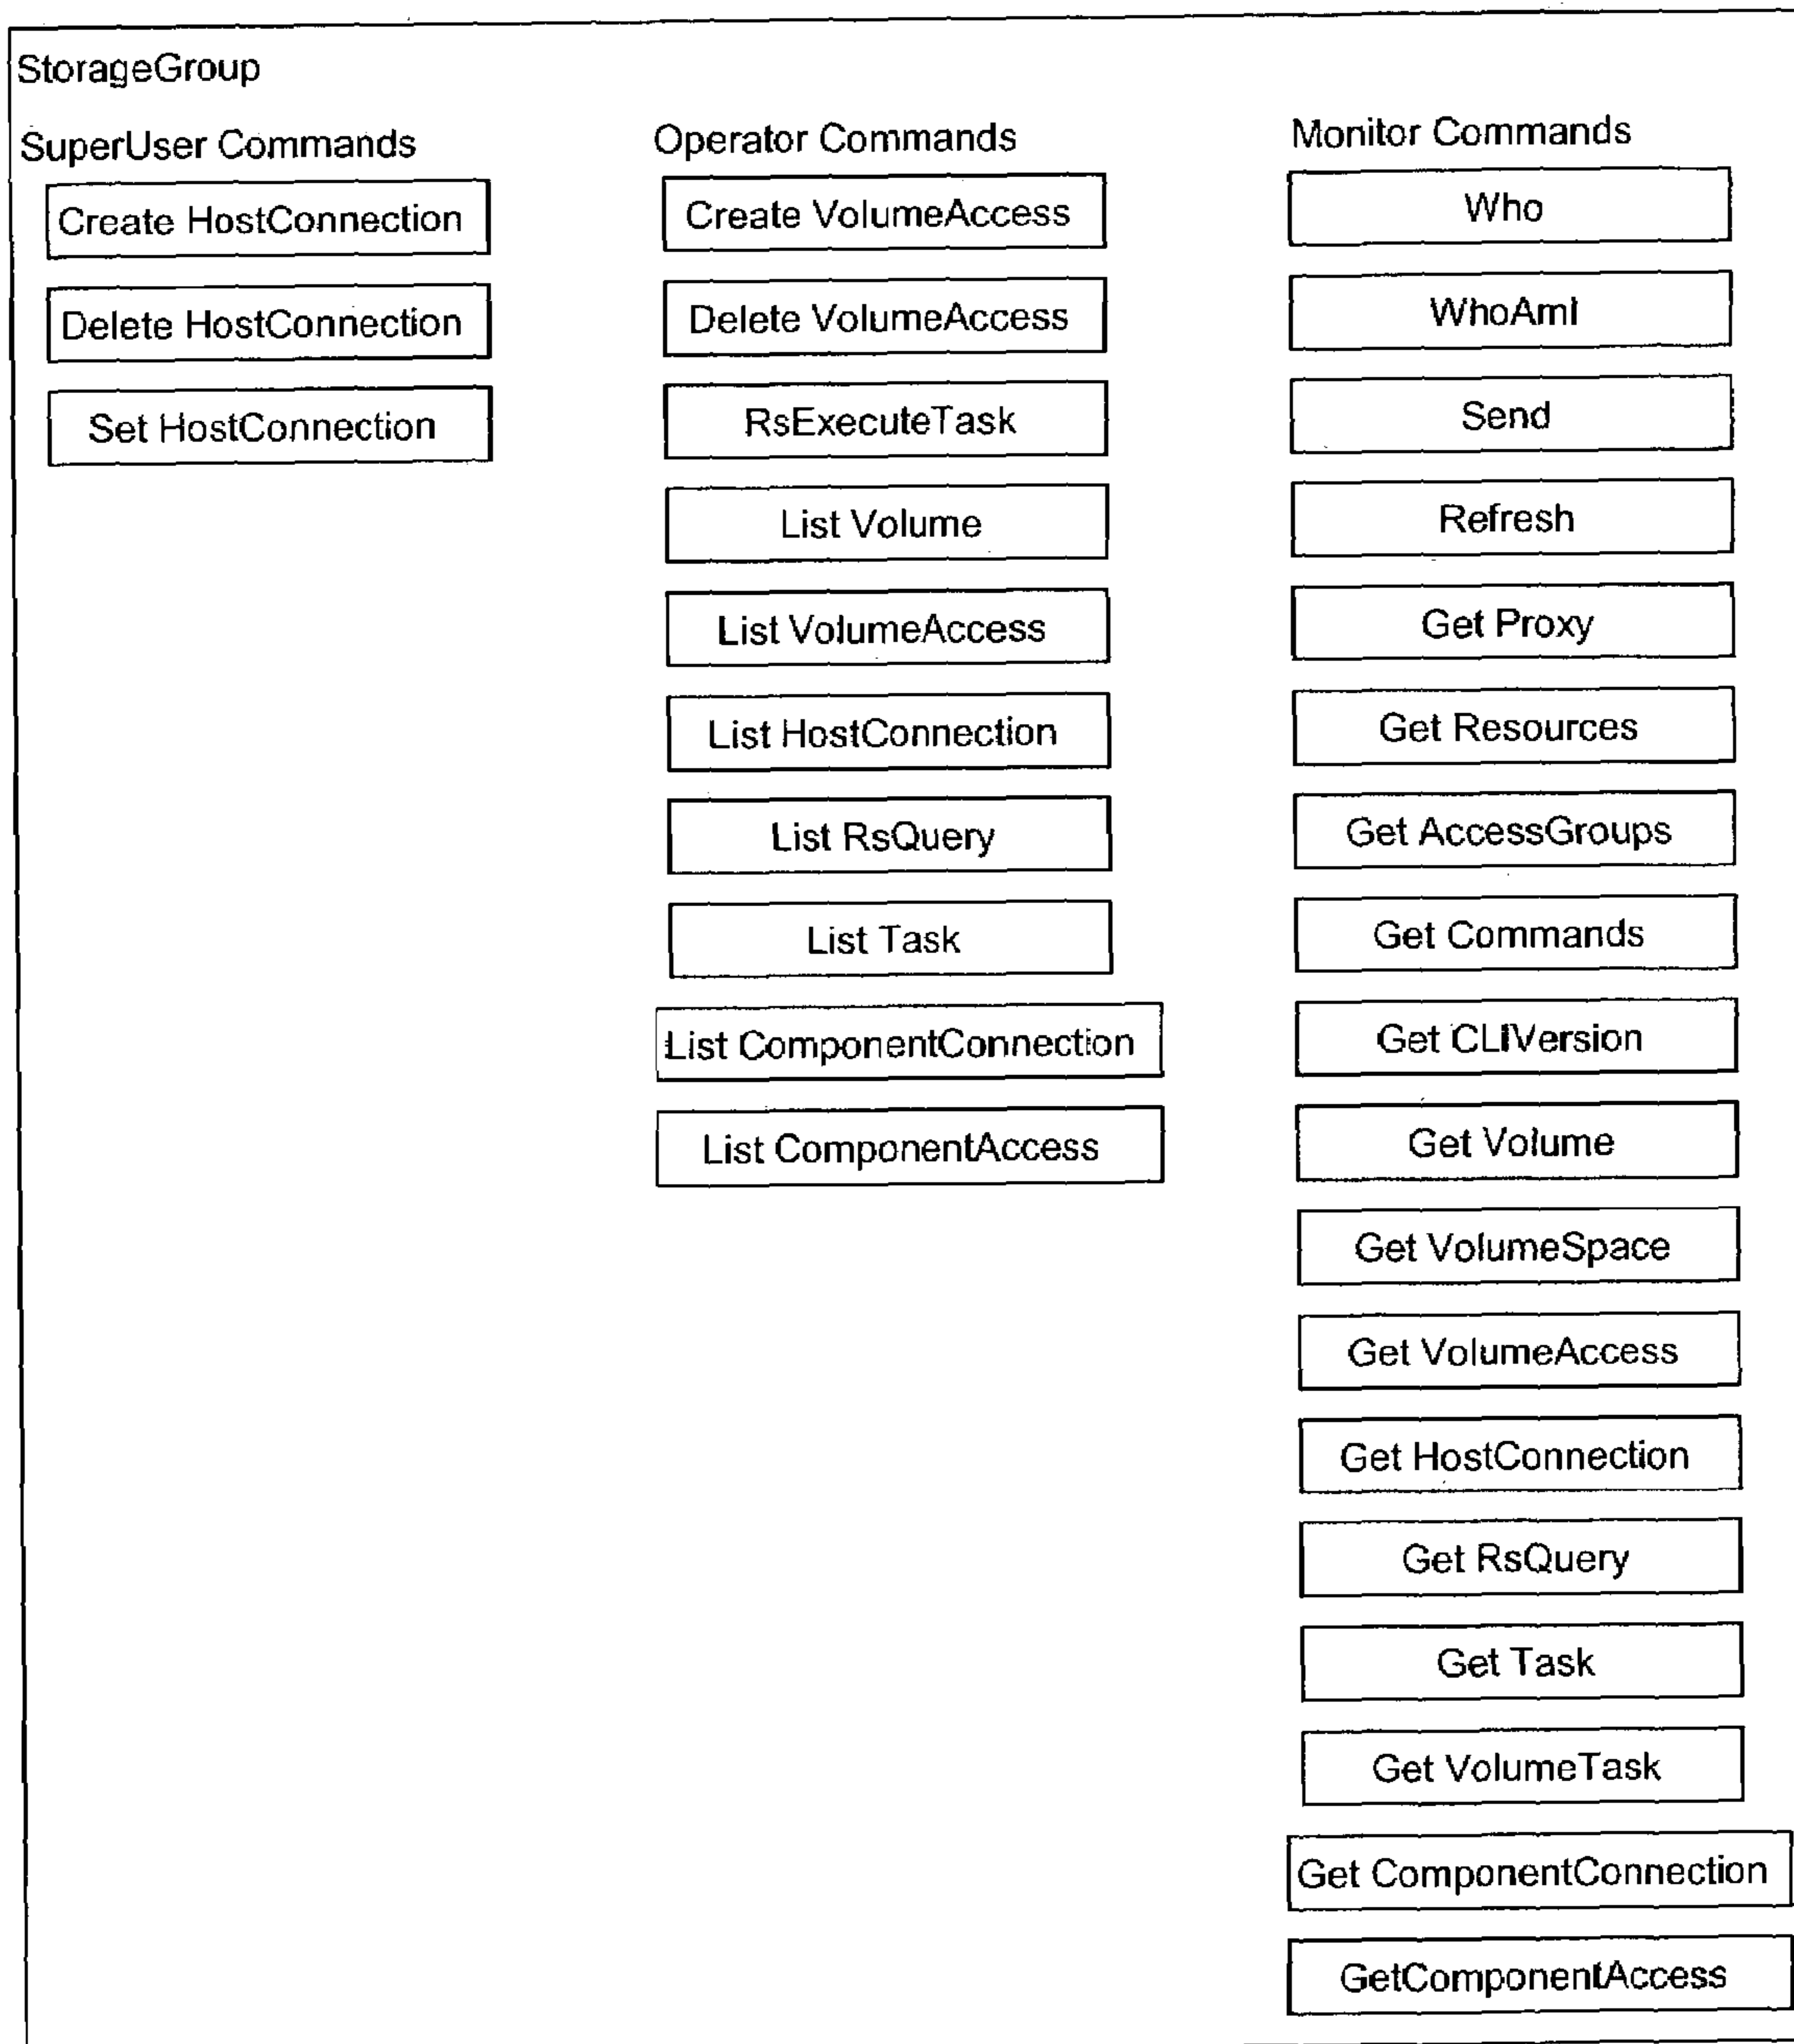 StorageGroup
SuperUser Commands
Create HostConnection
Delete HostConnection
Set HostConnection
Operator Commands
Create VolumeAccess
Delete VolumeAccess
RsExecuteTask
List Volume
List VolumeAccess
List HostConnection
List RsQuery
List Task
List ComponentConnection
List ComponentAccess
Monitor Commands
Who
WhoAmI
Send
Refresh
Get Proxy
Get Resources
Get AccessGroups
Get Commands
Get CLIVersion
Get Volume
Get VolumeSpace
Get VolumeAccess
Get HostConnection
Get RsQuery
Get Task
Get VolumeTask
Get ComponentConnection
GetComponentAccess